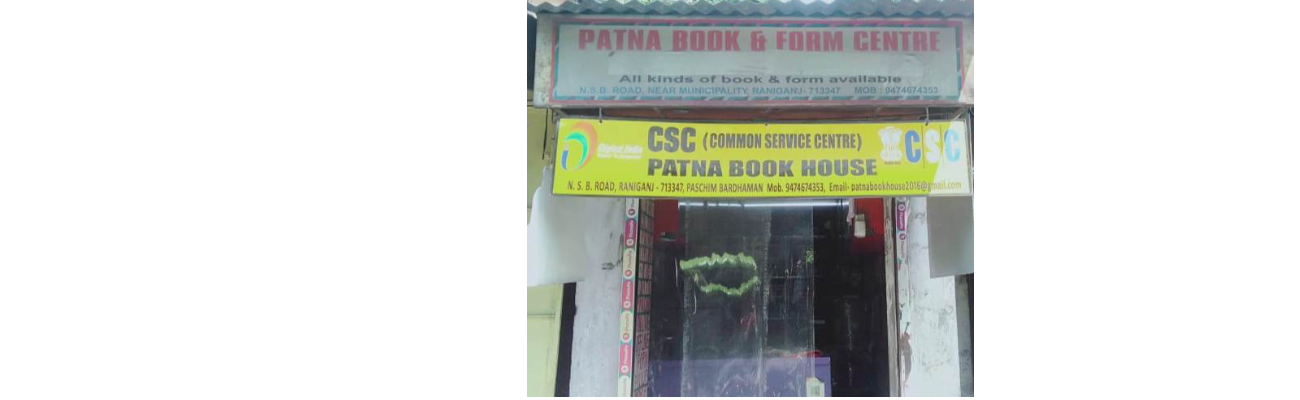 PATNA BOOK & FORM CENTRE
All kinds of book & form available
N.S.B. ROAD, NEAR MUNICIPALITY, RANIGANJ- 713347 MOB : 9474674353
Digital India
CSC (COMMON SERVICE CENTRE)
CSC
PATNA BOOK HOUSE
N. S. B. ROAD, RANIGANJ - 713347, PASCHIM BARDHAMAN Mob. 9474674353, Email- patnabookhouse2016@gmail.com